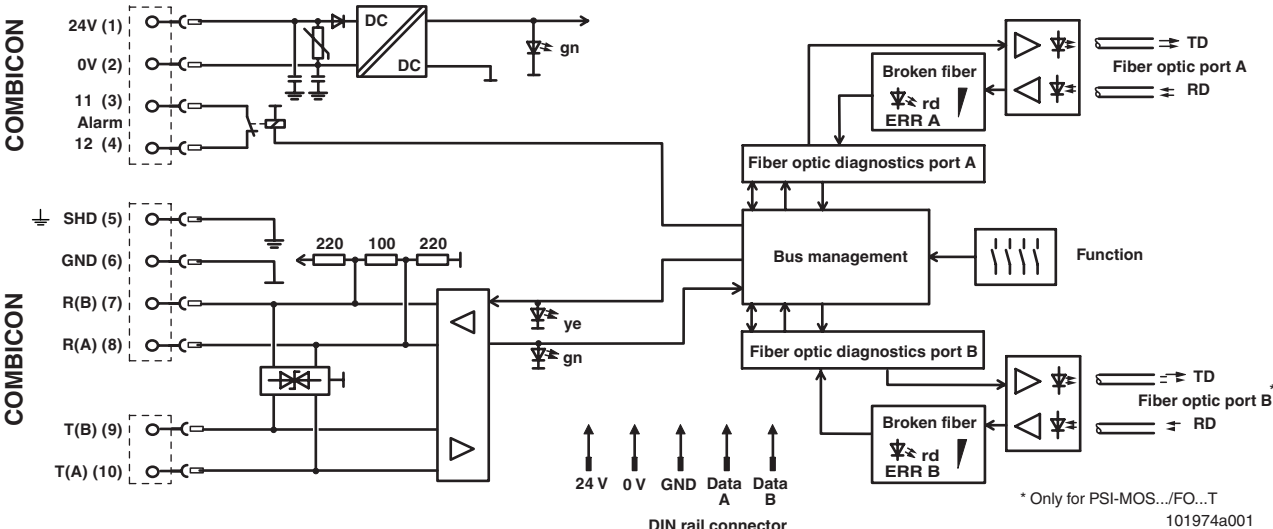 COMBICON
24V (1)
0V (2)
11 (3)
Alarm
12 (4)
DC
DC
gn
Broken fiber
rd
ERR A
TD
Fiber optic port A
RD
Fiber optic diagnostics port A
COMBICON
SHD (5)
GND (6)
R(B) (7)
R(A) (8)
T(B) (9)
T(A) (10)
220 100 220
ye
gn
Bus management
Function
Fiber optic diagnostics port B
Broken fiber
rd
ERR B
TD
Fiber optic port B *
RD
24 V 0 V GND Data A Data B
DIN rail connector
* Only for PSI-MOS.../FO...T
101974a001